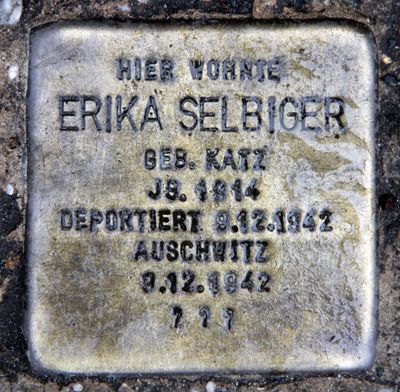 HIER WOHNTE
ERIKA SELBIGER
GEB. KATZ
JG. 1914
DEPORTIERT 9.12.1942
AUSCHWITZ
9.12.1942
? ? ?